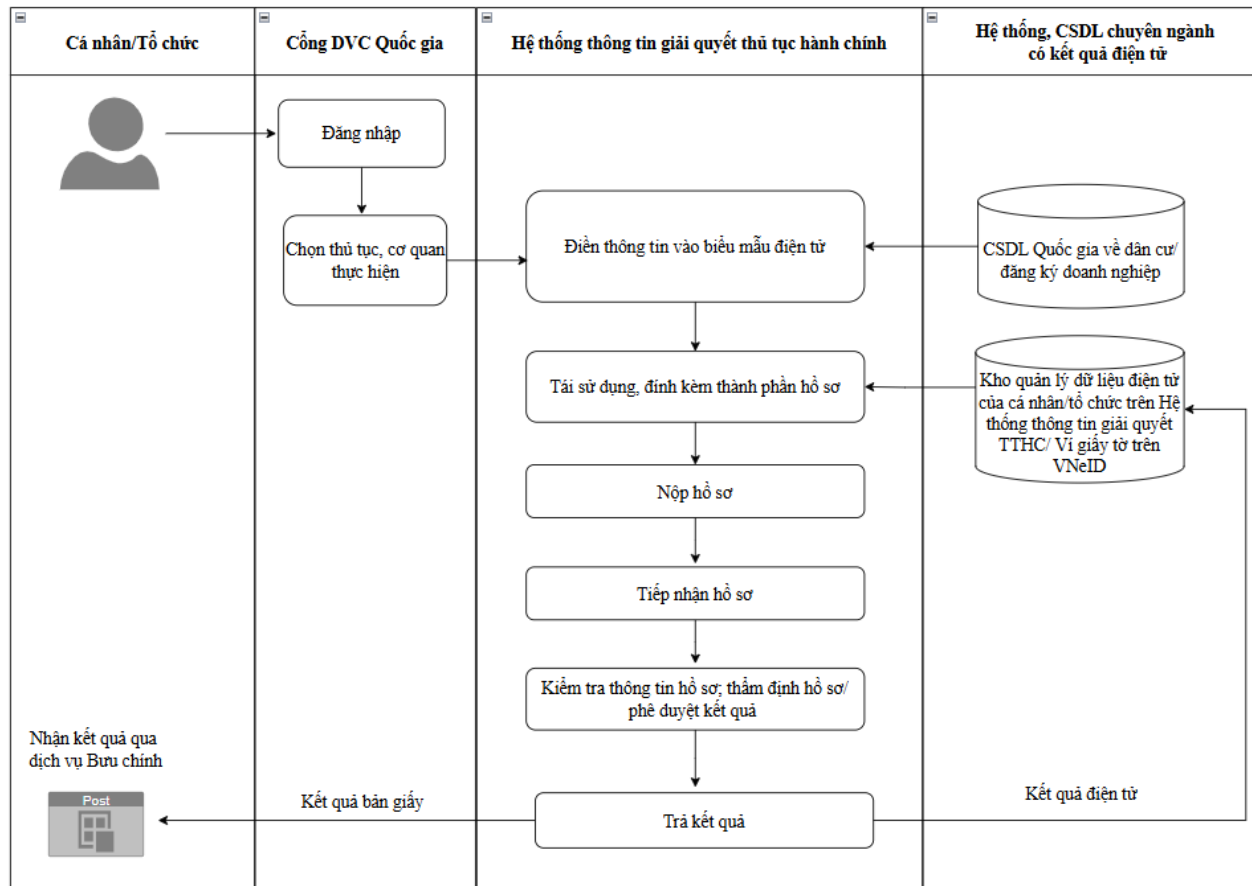 Cá nhân/Tổ chức
Cổng DVC Quốc gia
Hệ thống thông tin giải quyết thủ tục hành chính
Hệ thống, CSDL chuyên ngành
có kết quả điện tử
Đăng nhập
Chọn thủ tục, cơ quan
thực hiện
Điền thông tin vào biểu mẫu điện tử
CSDL Quốc gia về dân cư/
đăng ký doanh nghiệp
Tái sử dụng, đính kèm thành phần hồ sơ
Kho quản lý dữ liệu điện tử
của cá nhân/tổ chức trên Hệ
thống thông tin giải quyết
TTHC/ Ví giấy tờ trên
VNeID
Nộp hồ sơ
Tiếp nhận hồ sơ
Kiểm tra thông tin hồ sơ; thẩm định hồ sơ/
phê duyệt kết quả
Nhận kết quả qua
dịch vụ Bưu chính
Post
Kết quả bản giấy
Trả kết quả
Kết quả điện tử